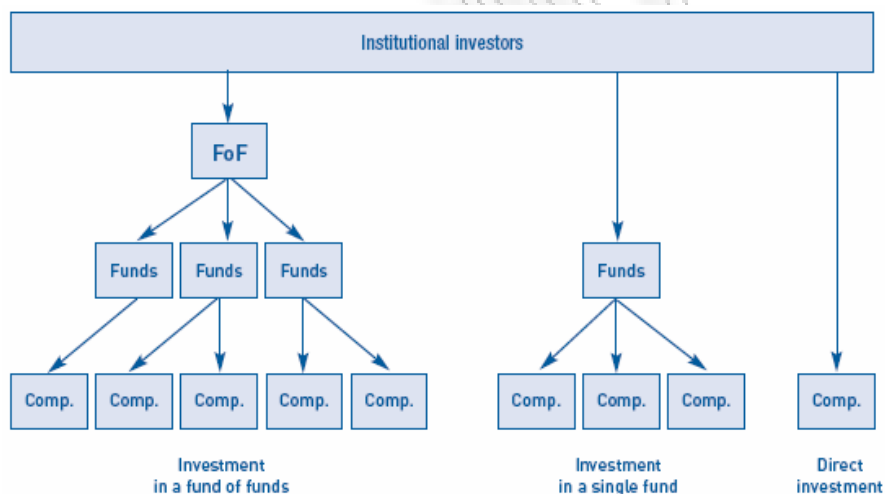 Institutional investors
FoF
Funds Funds Funds Funds
Comp. Comp. Comp. Comp. Comp. Comp. Comp. Comp. Comp.
Investment
in a fund of funds
Investment
in a single fund
Direct
investment